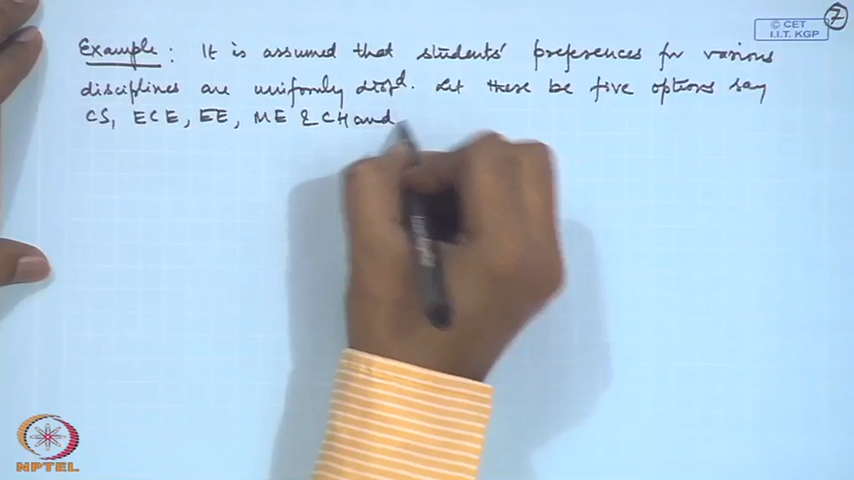 © CET
I.I.T. KGP
7
Example : It is assumed that students' preferences for various
disciplines are uniformly distd. Let there be five options say
CS, ECE, EE, ME & CH and
NPTEL